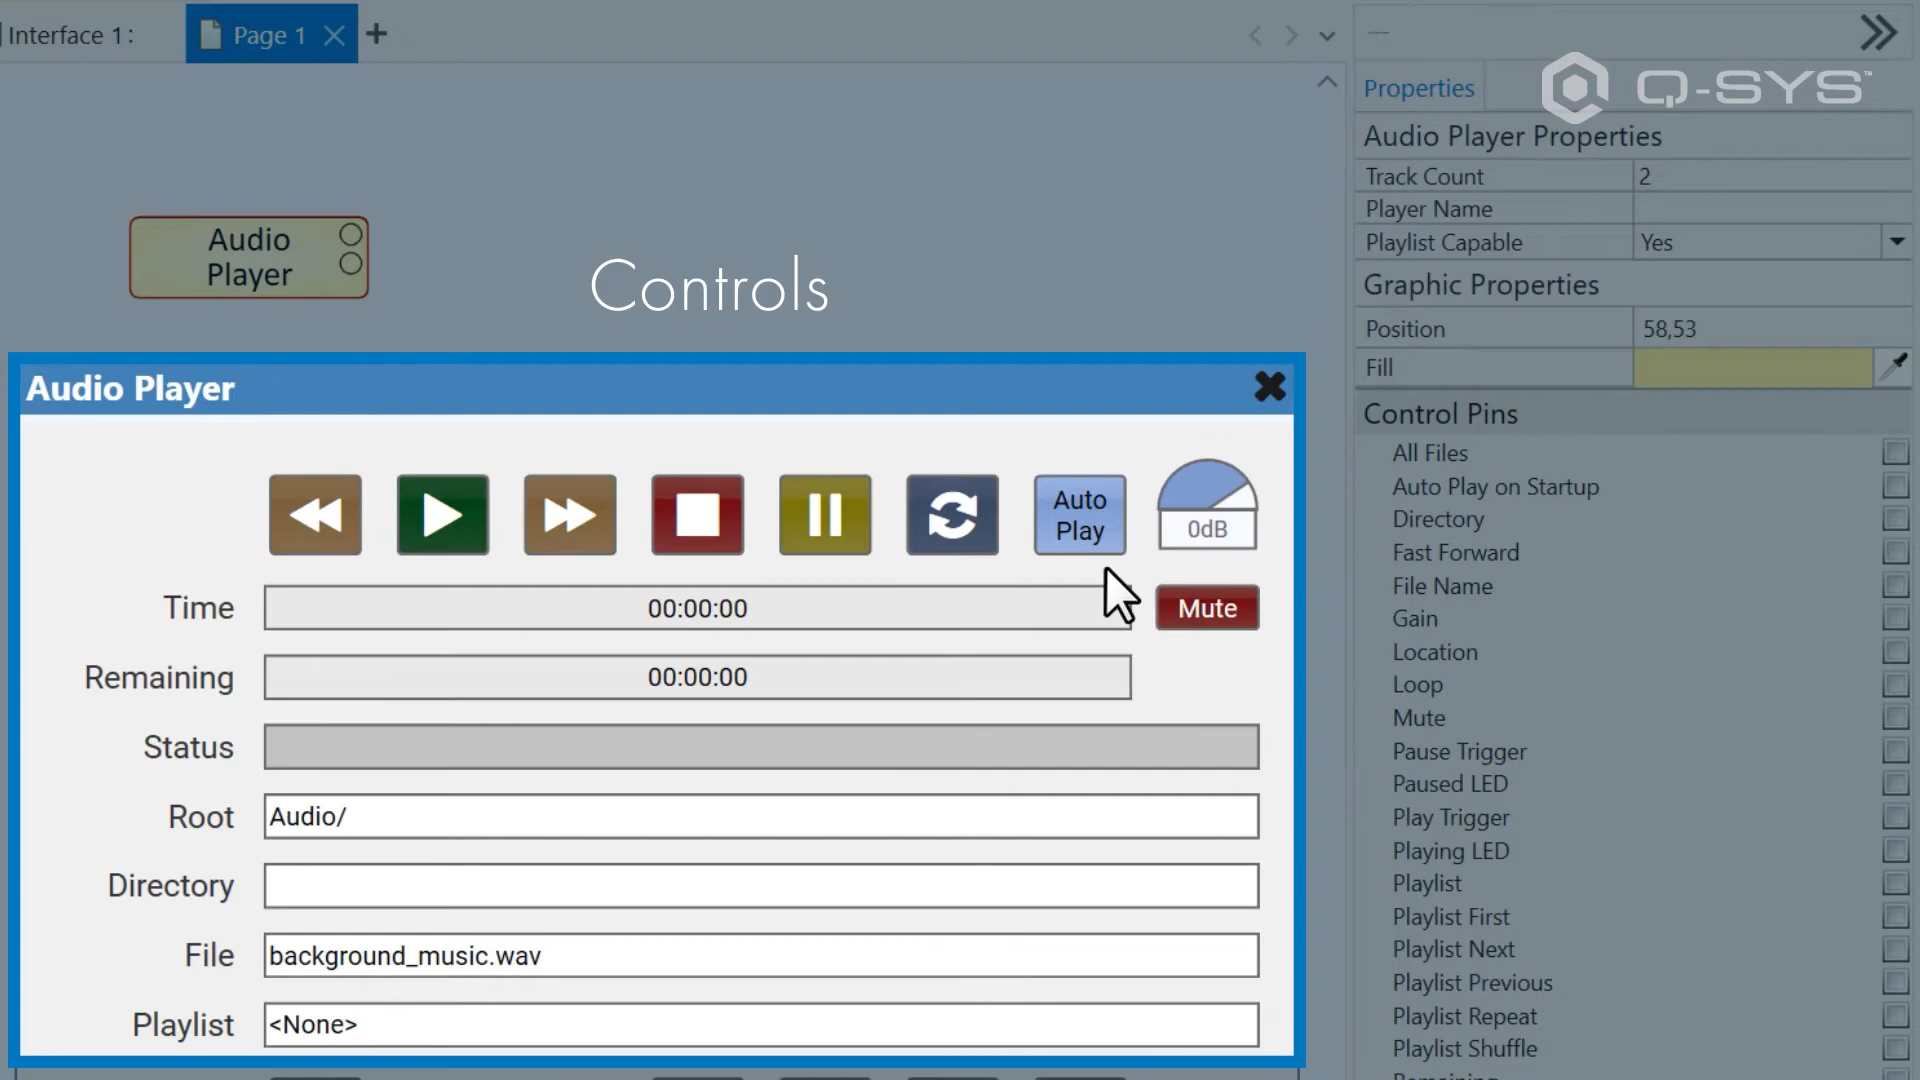 Interface 1:
Page 1
Q-SYS™
Properties
Audio Player Properties
Track Count
2
Player Name
Playlist Capable
Yes
Graphic Properties
Position
58,53
Fill
Control Pins
All Files
Auto Play on Startup
Directory
Fast Forward
File Name
Gain
Location
Loop
Mute
Pause Trigger
Paused LED
Play Trigger
Playing LED
Playlist
Playlist First
Playlist Next
Playlist Previous
Playlist Repeat
Playlist Shuffle
Audio
Player
Controls
Audio Player
Auto
Play
0dB
Time
00:00:00
Mute
Remaining
00:00:00
Status
Root
Audio/
Directory
File
background_music.wav
Playlist
<None>